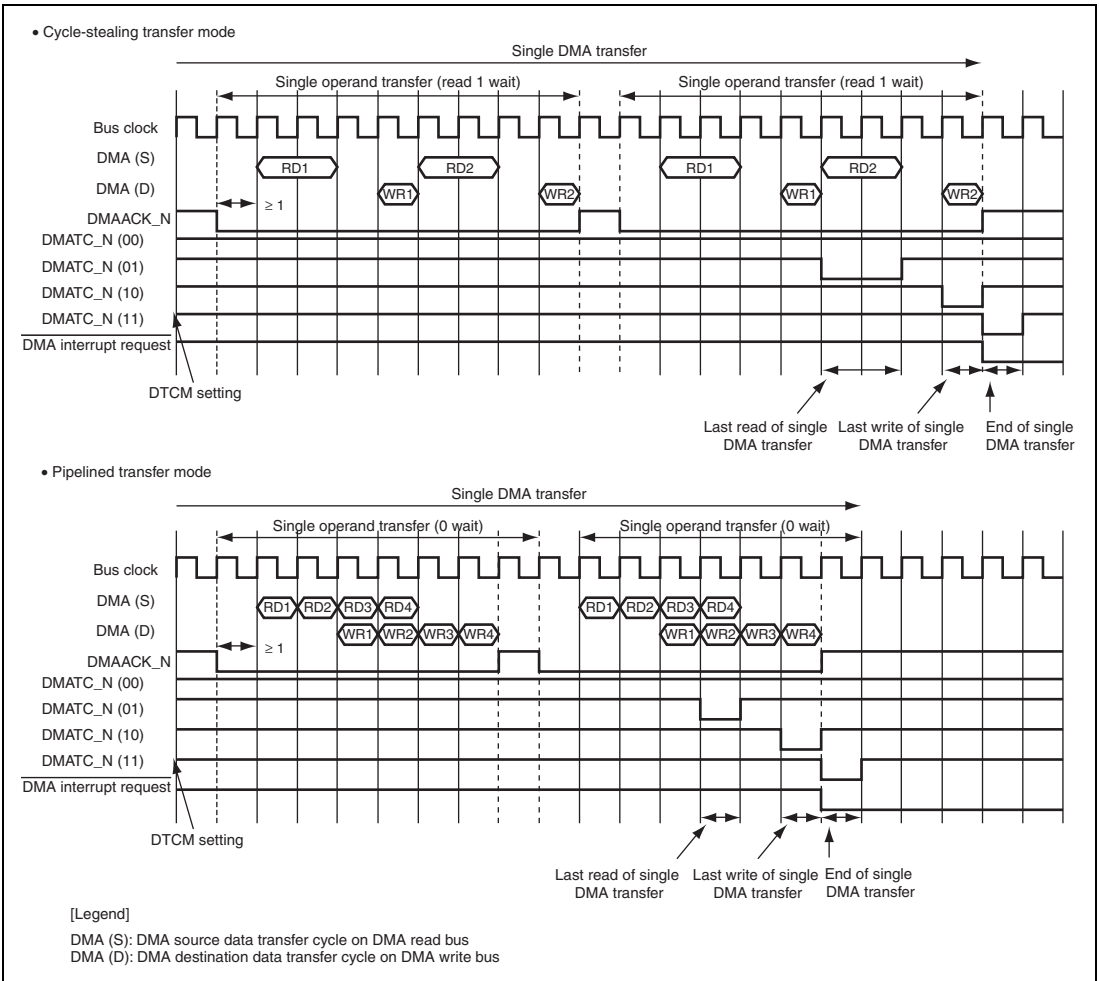 • Cycle-stealing transfer mode
Single DMA transfer
Single operand transfer (read 1 wait)
Single operand transfer (read 1 wait)
Bus clock
DMA (S)
RD1
RD2
RD1
RD2
DMA (D)
WR1
WR2
WR1
WR2
≥ 1
DMAACK_N
DMATC_N (00)
DMATC_N (01)
DMATC_N (10)
DMATC_N (11)
DMA interrupt request
DTCM setting
Last read of single DMA transfer
Last write of single DMA transfer
End of single DMA transfer
• Pipelined transfer mode
Single DMA transfer
Single operand transfer (0 wait)
Single operand transfer (0 wait)
Bus clock
DMA (S)
RD1 RD2 RD3 RD4
RD1 RD2 RD3 RD4
DMA (D)
WR1 WR2 WR3 WR4
WR1 WR2 WR3 WR4
≥ 1
DMAACK_N
DMATC_N (00)
DMATC_N (01)
DMATC_N (10)
DMATC_N (11)
DMA interrupt request
DTCM setting
Last read of single DMA transfer
Last write of single DMA transfer
End of single DMA transfer
[Legend]
DMA (S): DMA source data transfer cycle on DMA read bus
DMA (D): DMA destination data transfer cycle on DMA write bus